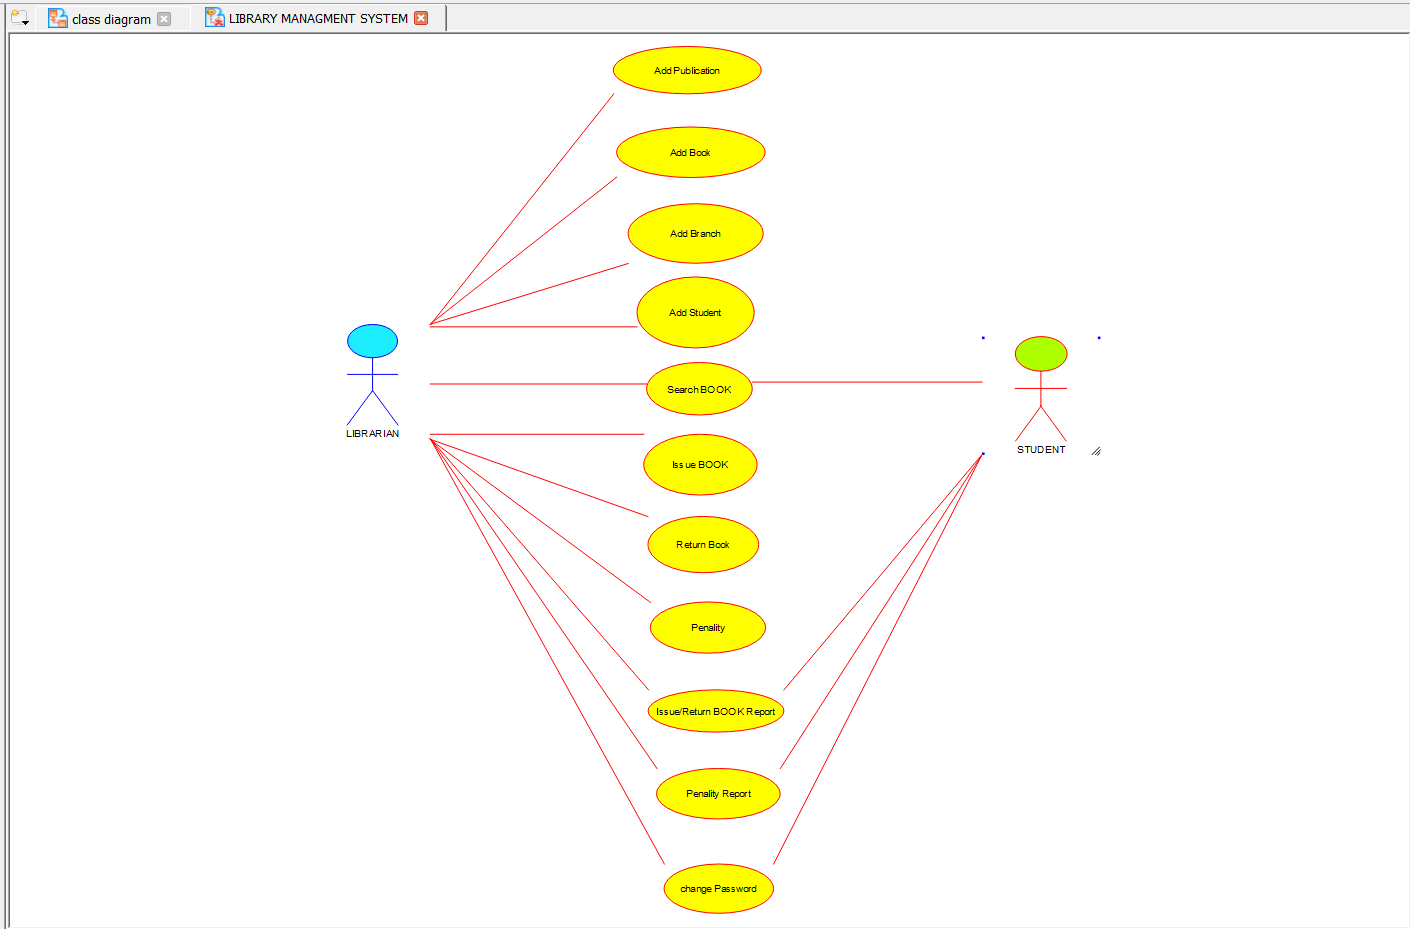 class diagram
LIBRARY MANAGMENT SYSTEM
Add Publication
Add Book
Add Branch
Add Student
LIBRARIAN
Search BOOK
STUDENT
Issue BOOK
Return Book
Penality
Issue/Return BOOK Report
Penality Report
change Password